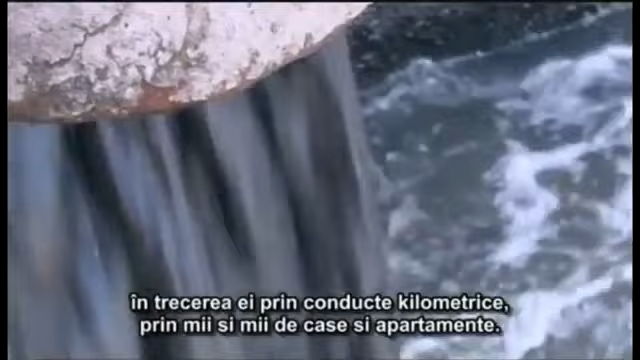 în trecerea ei prin conducte kilometrice,
prin mii si mii de case si apartamente.